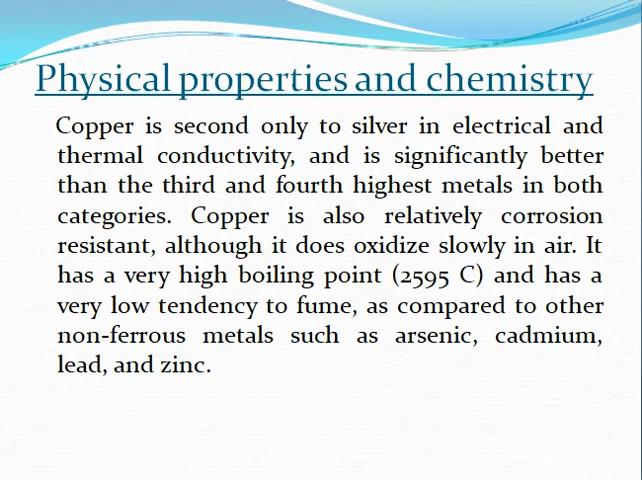 Physical properties and chemistry
Copper is second only to silver in electrical and
thermal conductivity, and is significantly better
than the third and fourth highest metals in both
categories. Copper is also relatively corrosion
resistant, although it does oxidize slowly in air. It
has a very high boiling point (2595 C) and has a
very low tendency to fume, as compared to other
non-ferrous metals such as arsenic, cadmium,
lead, and zinc.